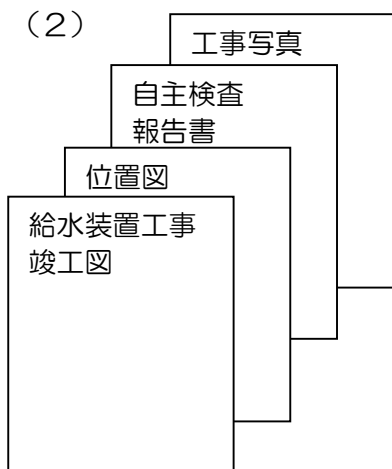 （２）
工事写真
自主検査
報告書
位置図
給水装置工事
竣工図